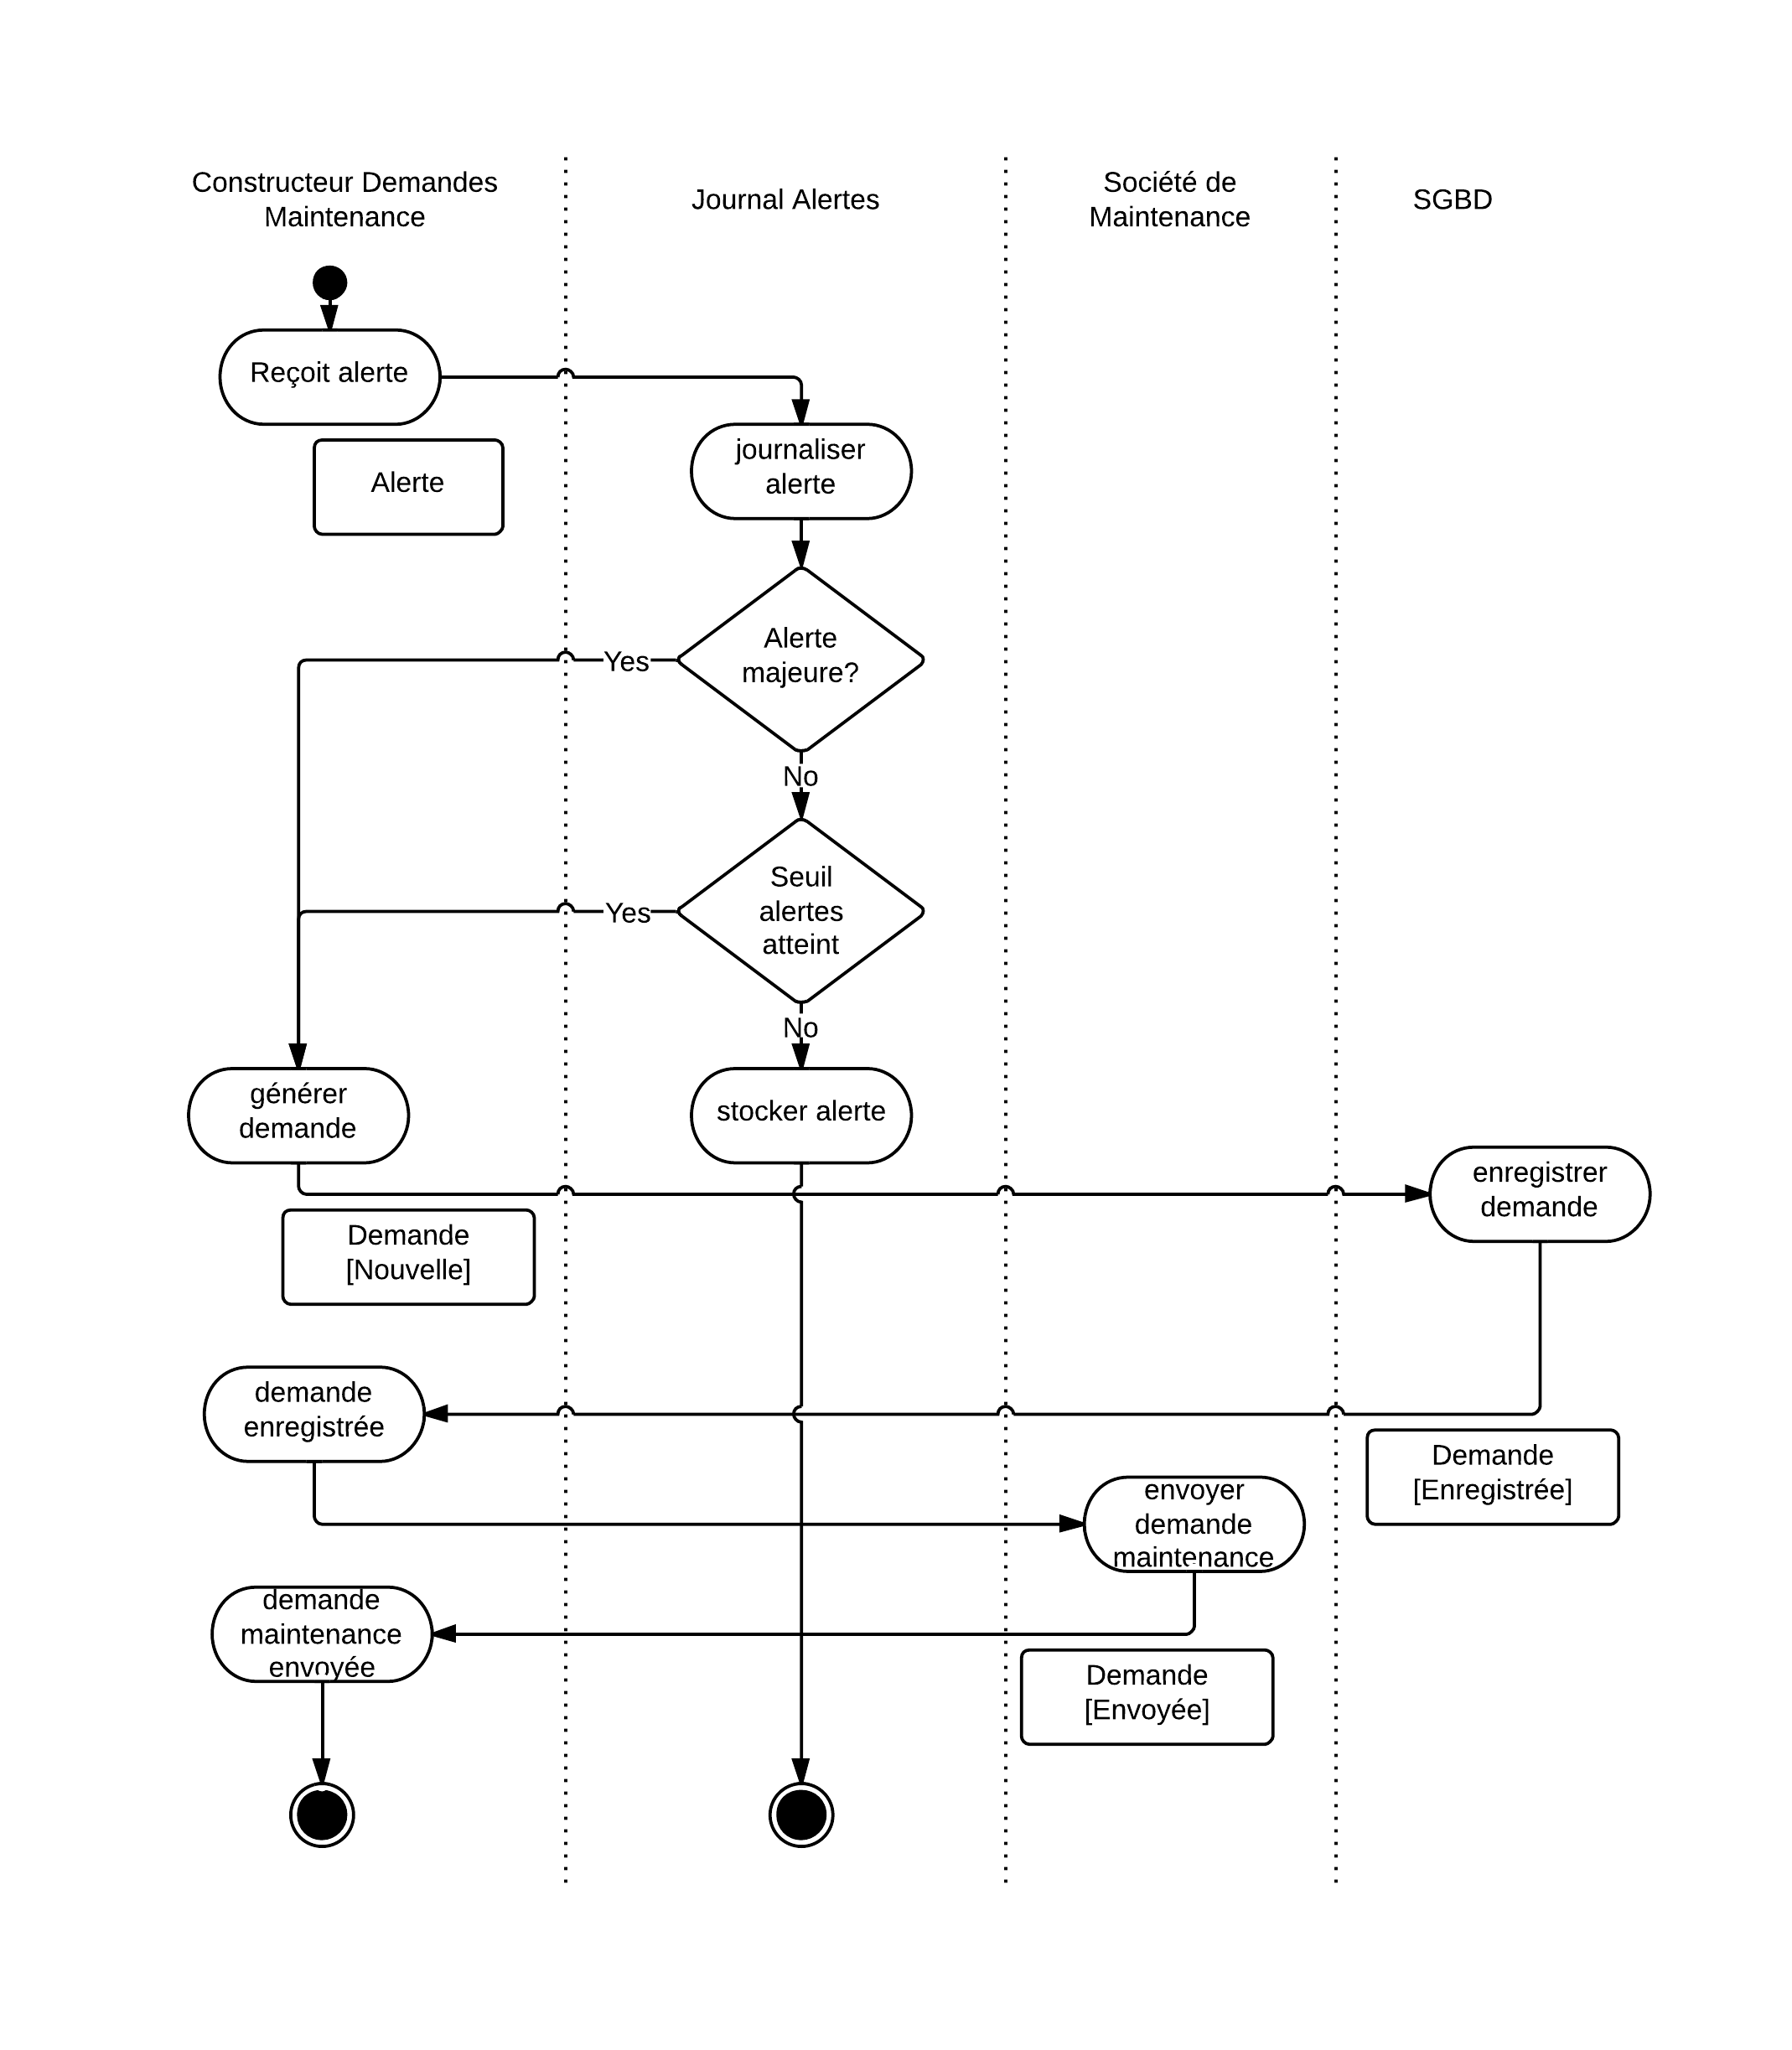 Constructeur Demandes
Maintenance
Journal Alertes
Société de
Maintenance
SGBD
Reçoit alerte
Alerte
journaliser
alerte
Alerte
majeure?
Yes
No
Seuil
alertes
atteint
Yes
No
générer
demande
stocker alerte
enregistrer
demande
Demande
[Nouvelle]
demande
enregistrée
Demande
[Enregistrée]
envoyer
demande
maintenance
demande
maintenance
envoyée
Demande
[Envoyée]